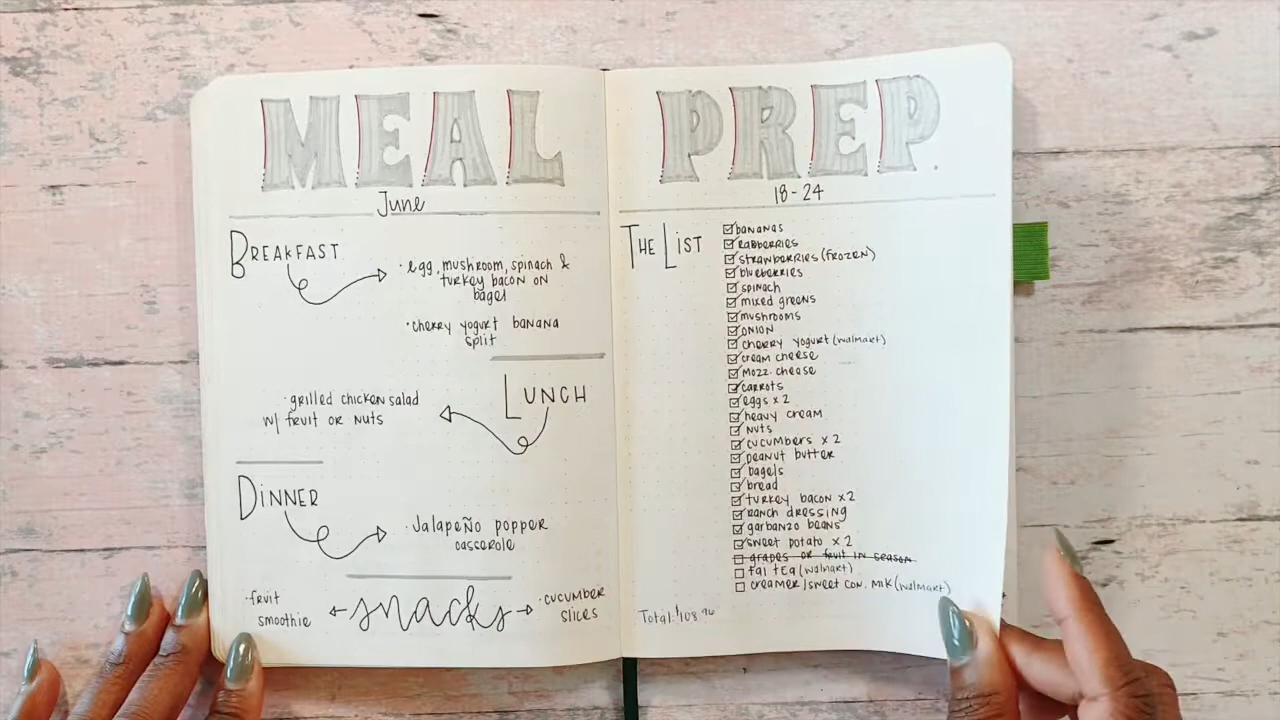 MEAL
June
BREAKFAST
· egg, mushroom, spinach &
turkey bacon on
bagel
· cherry yogurt banana
split
LUNCH
· grilled chicken salad
w/ fruit or nuts
DINNER
· Jalapeño popper
casserole
snacks
· fruit
smoothie
· cucumber
slices
PREP
18-24
THE LIST
bananas
rabberries
strawberries (frozen)
blueberries
spinach
mixed greens
mushrooms
onion
cherry yogurt (walmart)
cream cheese
mozz. cheese
carrots
eggs x 2
heavy cream
nuts
cucumbers x 2
peanut butter
bagels
bread
turkey bacon x 2
ranch dressing
garbanzo beans
sweet potato x 2
grapes or fruit in season
tai tea (walmart)
creamer/sweet con. milk (walmart)
Total: $108.96